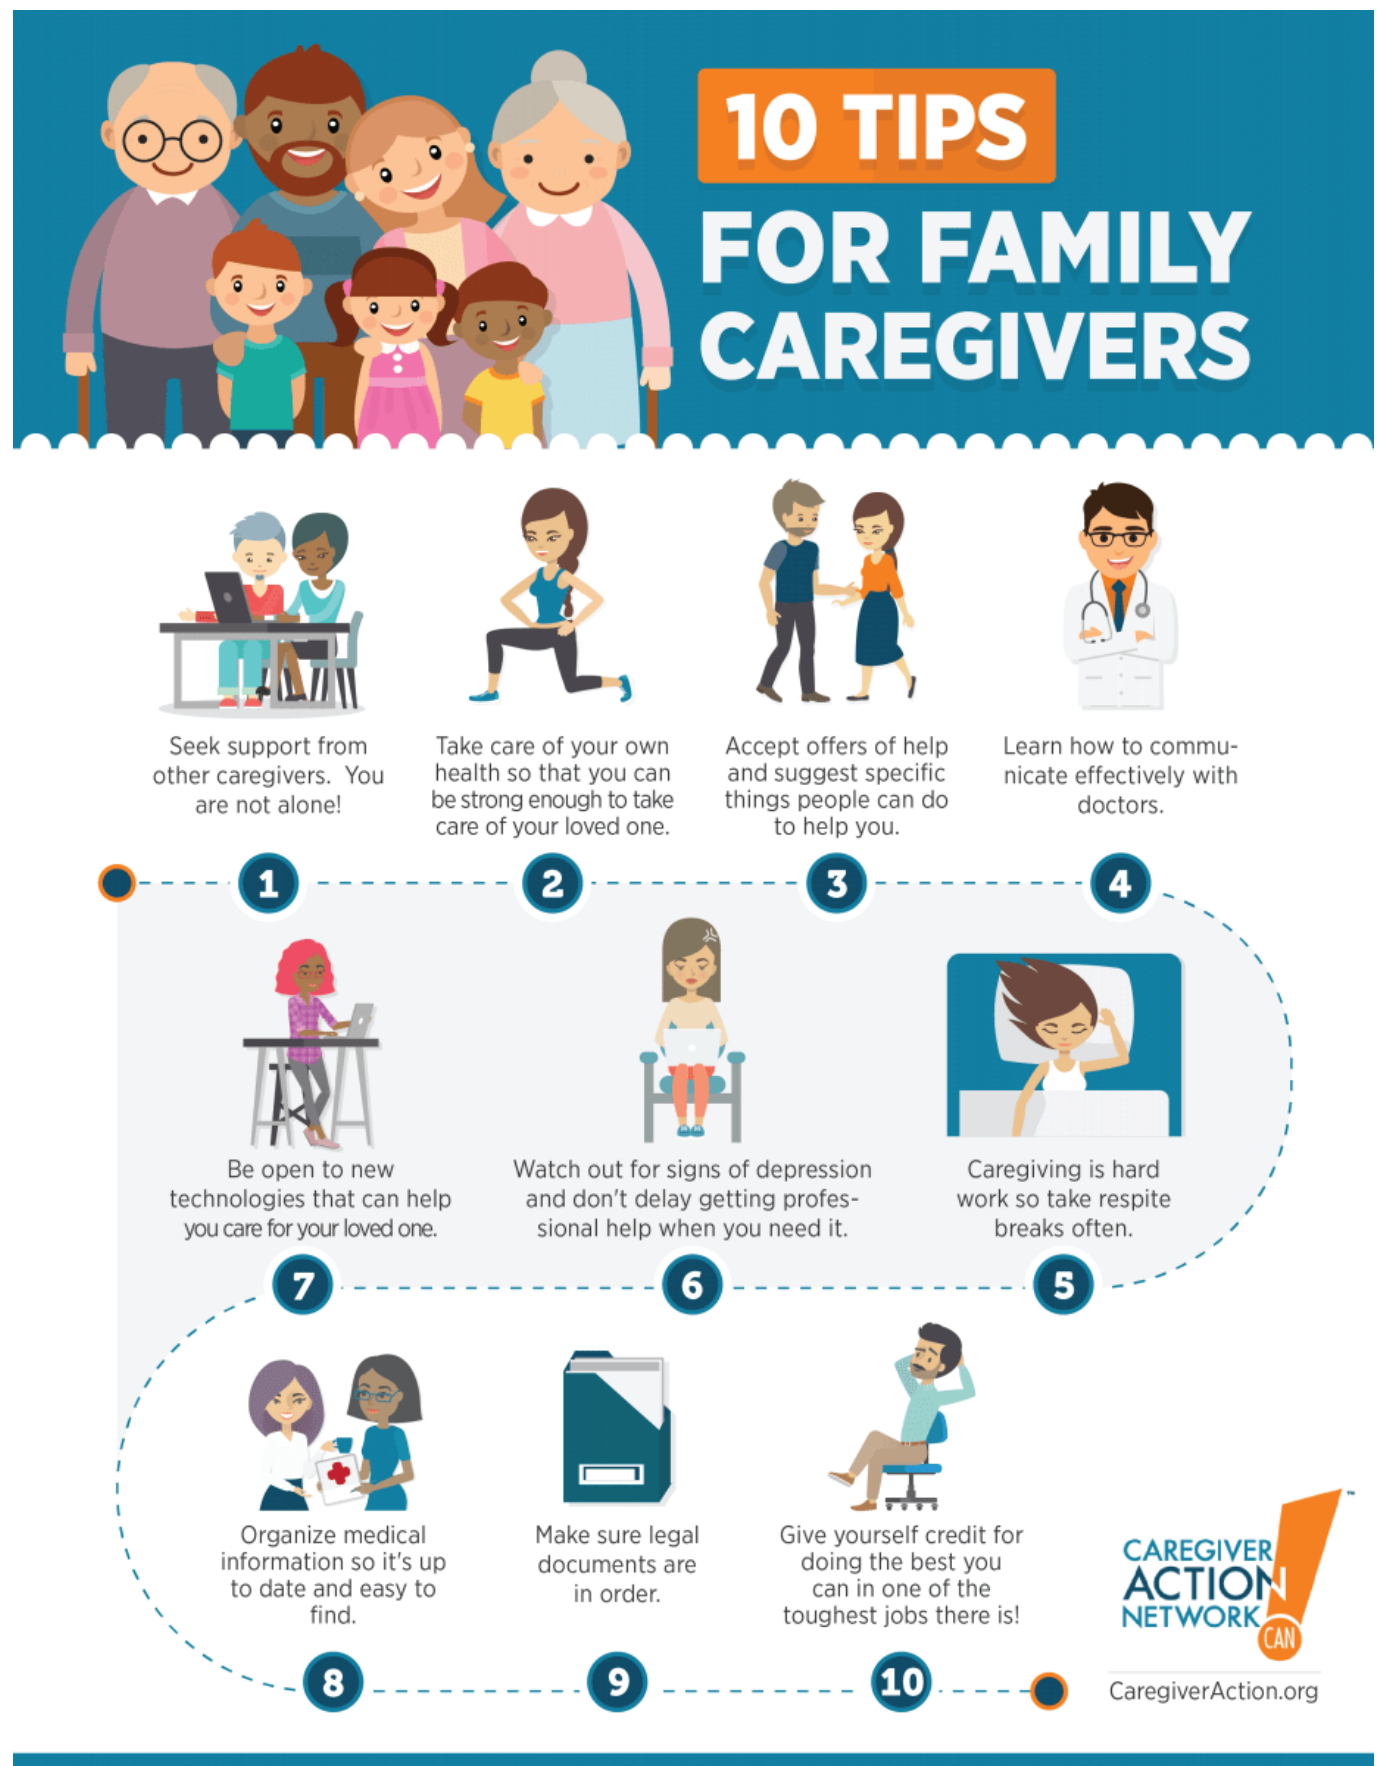 10 TIPS
FOR FAMILY
CAREGIVERS
Seek support from
other caregivers. You
are not alone!
1
Take care of your own
health so that you can
be strong enough to take
care of your loved one.
2
Accept offers of help
and suggest specific
things people can do
to help you.
3
Learn how to commu-
nicate effectively with
doctors.
4
Caregiving is hard
work so take respite
breaks often.
5
Watch out for signs of depression
and don't delay getting profes-
sional help when you need it.
6
Be open to new
technologies that can help
you care for your loved one.
7
Organize medical
information so it's up
to date and easy to
find.
8
Make sure legal
documents are
in order.
9
Give yourself credit for
doing the best you
can in one of the
toughest jobs there is!
10
CAREGIVER
ACTION
NETWORK
CAN
™
CaregiverAction.org